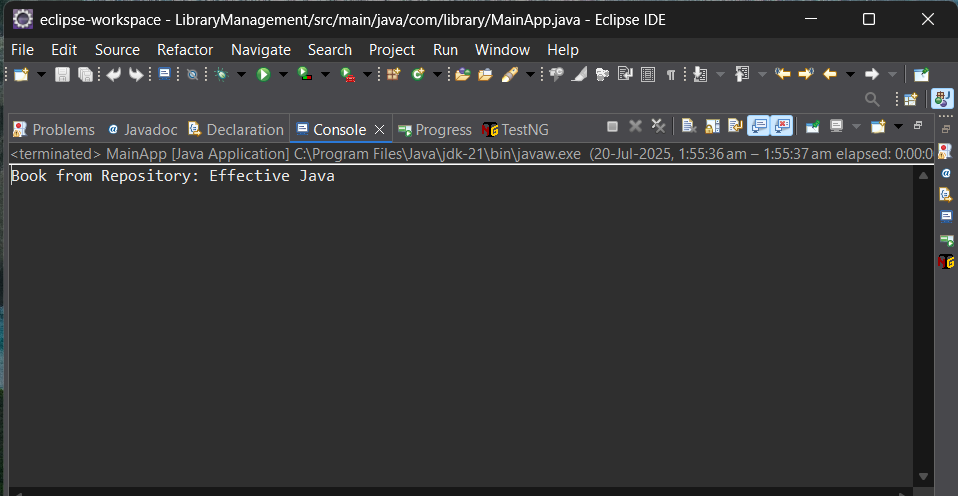 eclipse-workspace - LibraryManagement/src/main/java/com/library/MainApp.java - Eclipse IDE
File Edit Source Refactor Navigate Search Project Run Window Help
Problems Javadoc Declaration Console Progress TestNG
<terminated> MainApp [Java Application] C:\Program Files\Java\jdk-21\bin\javaw.exe (20-Jul-2025, 1:55:36 am – 1:55:37 am elapsed: 0:00:0
Book from Repository: Effective Java